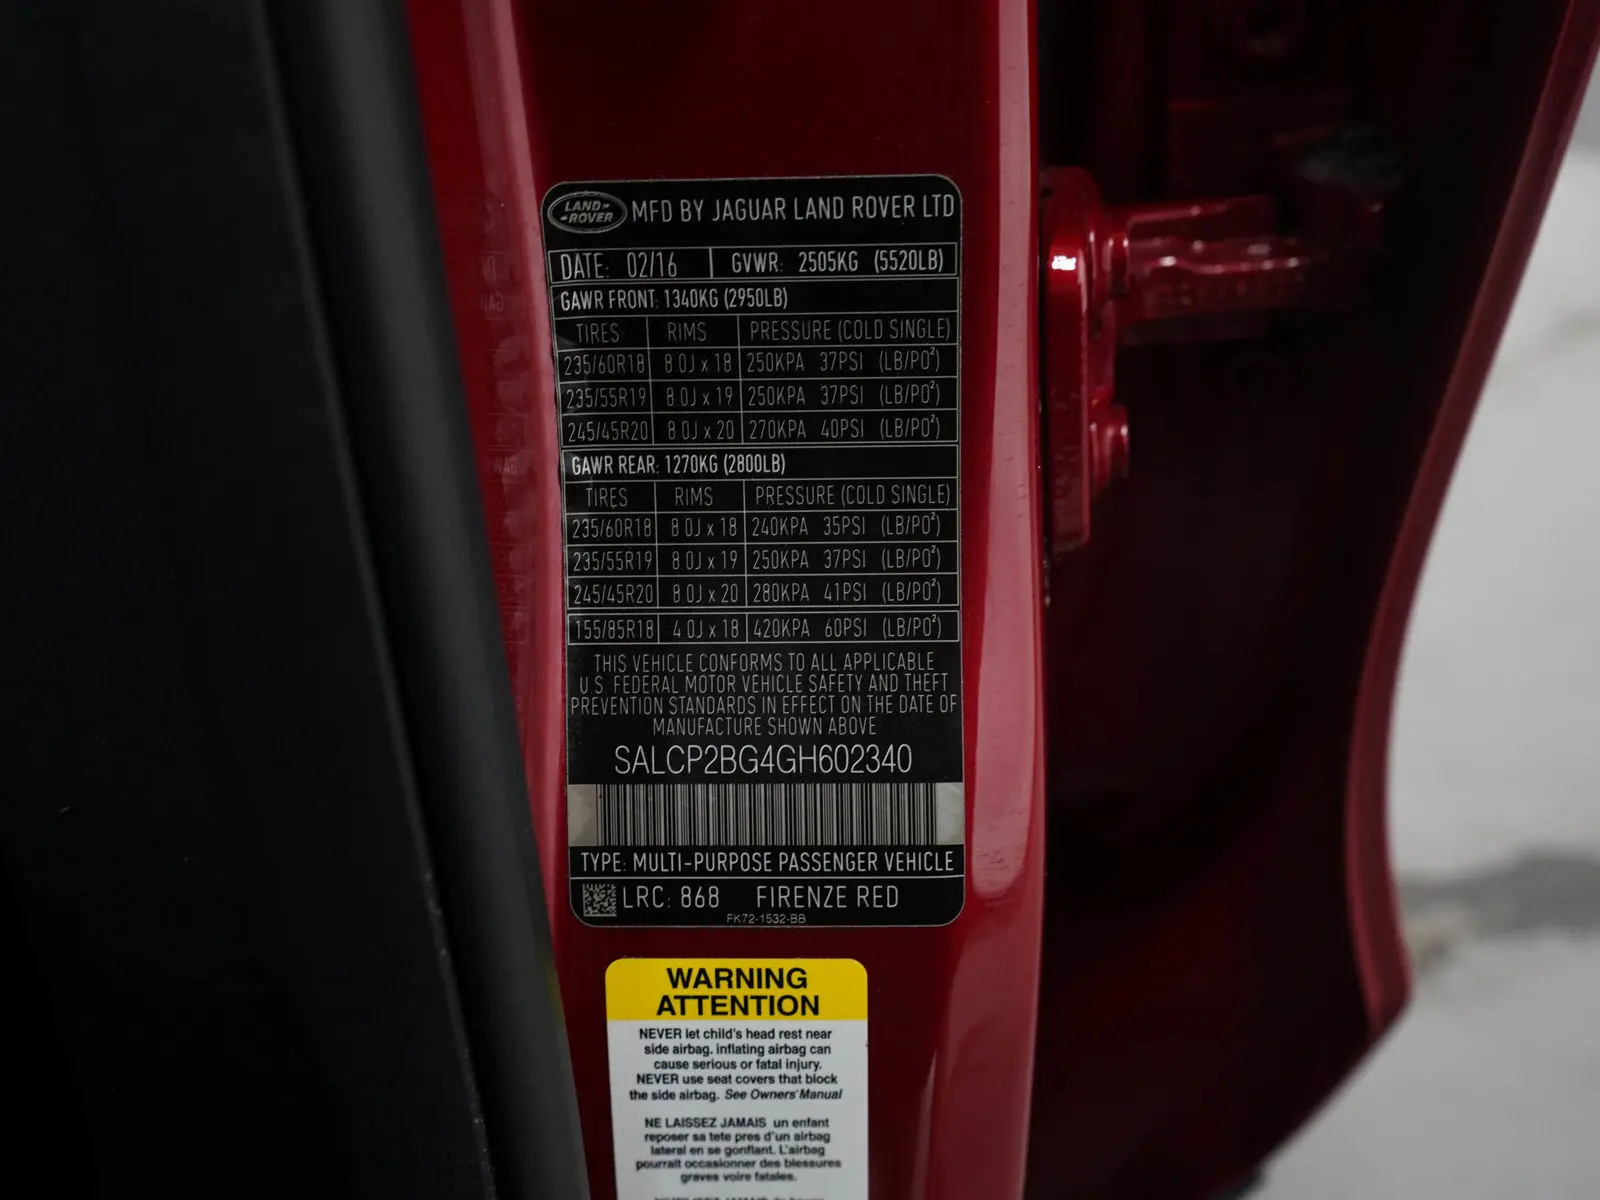 LAND-
-ROVER
MFD BY JAGUAR LAND ROVER LTD
DATE: 02/16 GVWR: 2505KG (5520LB)
GAWR FRONT: 1340KG (2950LB)
TIRES RIMS PRESSURE (COLD SINGLE)
235/60R18 8.0J x 18 250KPA 37PSI (LB/PO²)
235/55R19 8.0J x 19 250KPA 37PSI (LB/PO²)
245/45R20 8.0J x 20 270KPA 40PSI (LB/PO²)
GAWR REAR: 1270KG (2800LB)
TIRES RIMS PRESSURE (COLD SINGLE)
235/60R18 8.0J x 18 240KPA 35PSI (LB/PO²)
235/55R19 8.0J x 19 250KPA 37PSI (LB/PO²)
245/45R20 8.0J x 20 280KPA 41PSI (LB/PO²)
155/85R18 4.0J x 18 420KPA 60PSI (LB/PO²)
THIS VEHICLE CONFORMS TO ALL APPLICABLE
U.S. FEDERAL MOTOR VEHICLE SAFETY AND THEFT
PREVENTION STANDARDS IN EFFECT ON THE DATE OF
MANUFACTURE SHOWN ABOVE
SALCP2BG4GH602340
TYPE: MULTI-PURPOSE PASSENGER VEHICLE
LRC: 868 FIRENZE RED
FK72-1532-BB
WARNING
ATTENTION
NEVER let child's head rest near
side airbag. inflating airbag can
cause serious or fatal injury.
NEVER use seat covers that block
the side airbag. See Owners' Manual
NE LAISSEZ JAMAIS un enfant
reposer sa tete pres d'un airbag
lateral en se gonflant. L'airbag
pourrait occasionner des blessures
graves voire fatales.